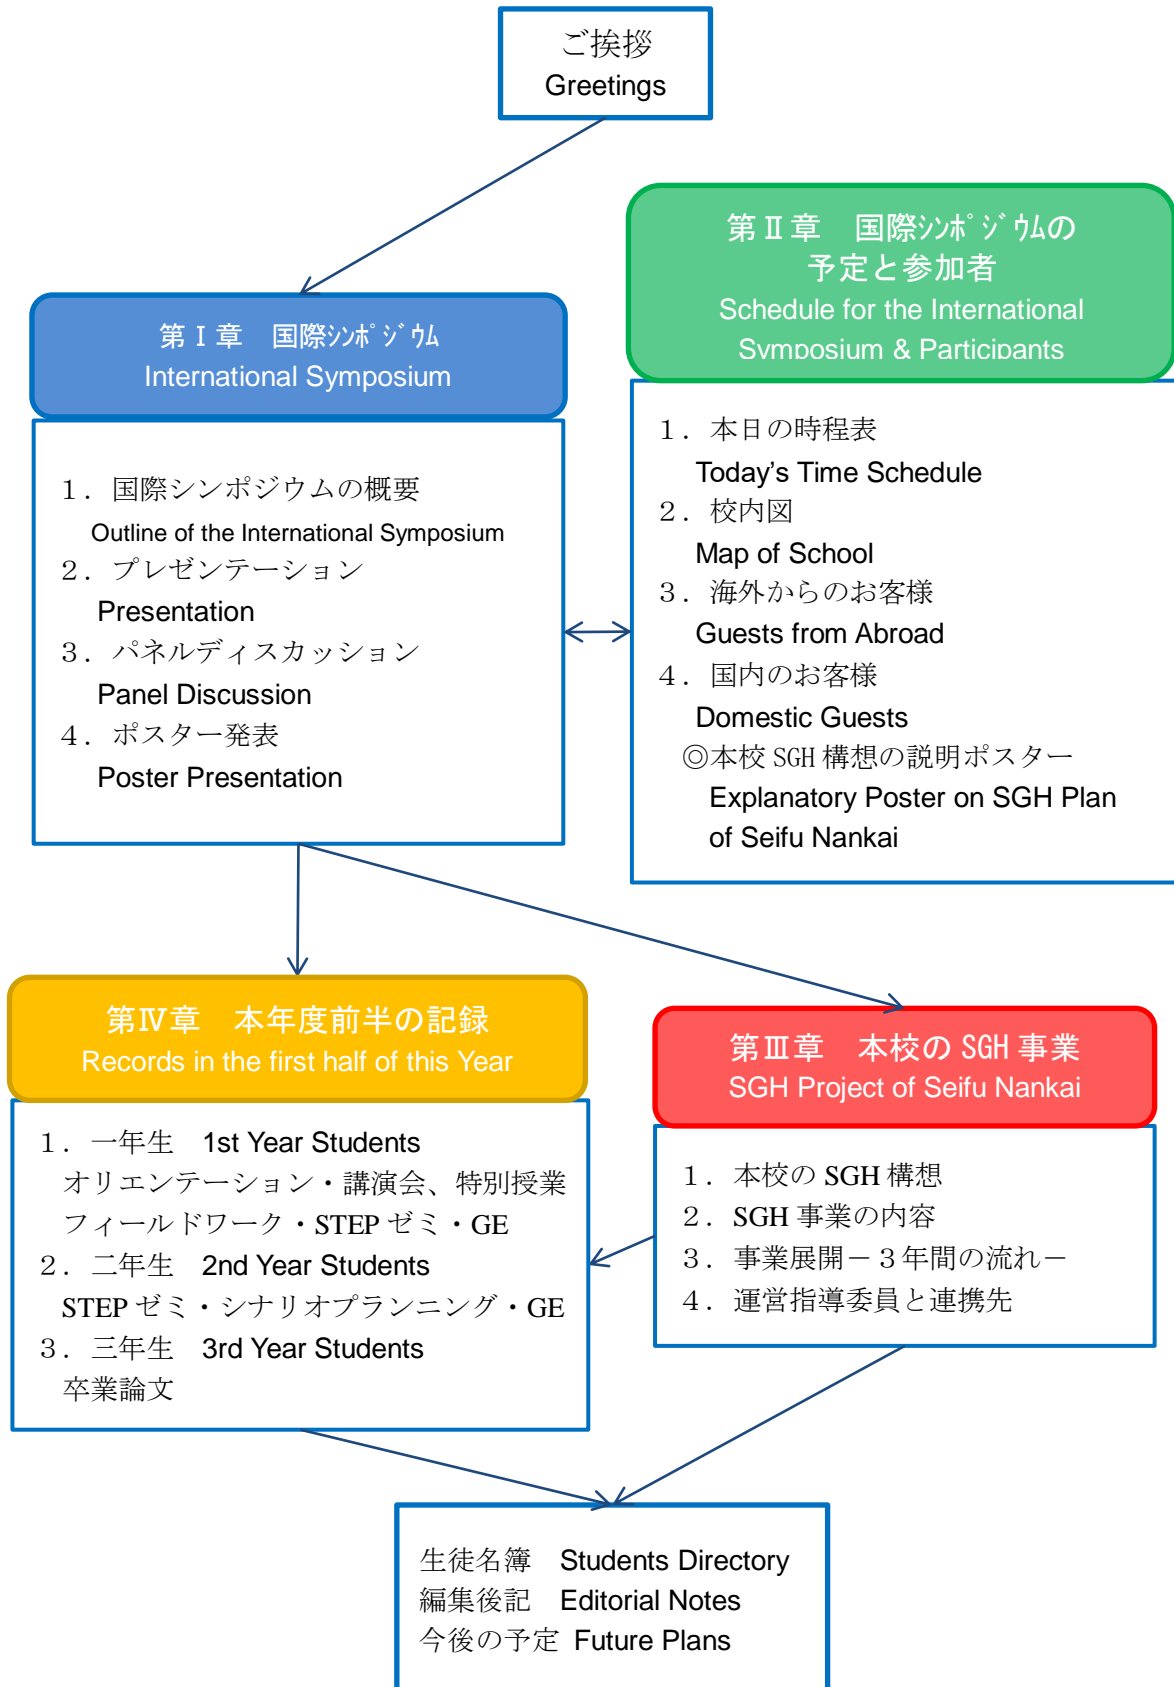 ご挨拶
Greetings
第Ⅰ章　国際ｼﾝﾎﾟｼﾞｳﾑ
International Symposium
1．国際シンポジウムの概要
Outline of the International Symposium
2．プレゼンテーション
Presentation
3．パネルディスカッション
Panel Discussion
4．ポスター発表
Poster Presentation
第Ⅱ章　国際ｼﾝﾎﾟｼﾞｳﾑの
予定と参加者
Schedule for the International
Symposium & Participants
1．本日の時程表
Today's Time Schedule
2．校内図
Map of School
3．海外からのお客様
Guests from Abroad
4．国内のお客様
Domestic Guests
◎本校 SGH 構想の説明ポスター
Explanatory Poster on SGH Plan
of Seifu Nankai
第Ⅳ章　本年度前半の記録
Records in the first half of this Year
1．一年生　1st Year Students
オリエンテーション・講演会、特別授業
フィールドワーク・STEP ゼミ・GE
2．二年生　2nd Year Students
STEP ゼミ・シナリオプランニング・GE
3．三年生　3rd Year Students
卒業論文
第Ⅲ章　本校の SGH 事業
SGH Project of Seifu Nankai
1．本校の SGH 構想
2．SGH 事業の内容
3．事業展開－3年間の流れ－
4．運営指導委員と連携先
生徒名簿　Students Directory
編集後記　Editorial Notes
今後の予定 Future Plans